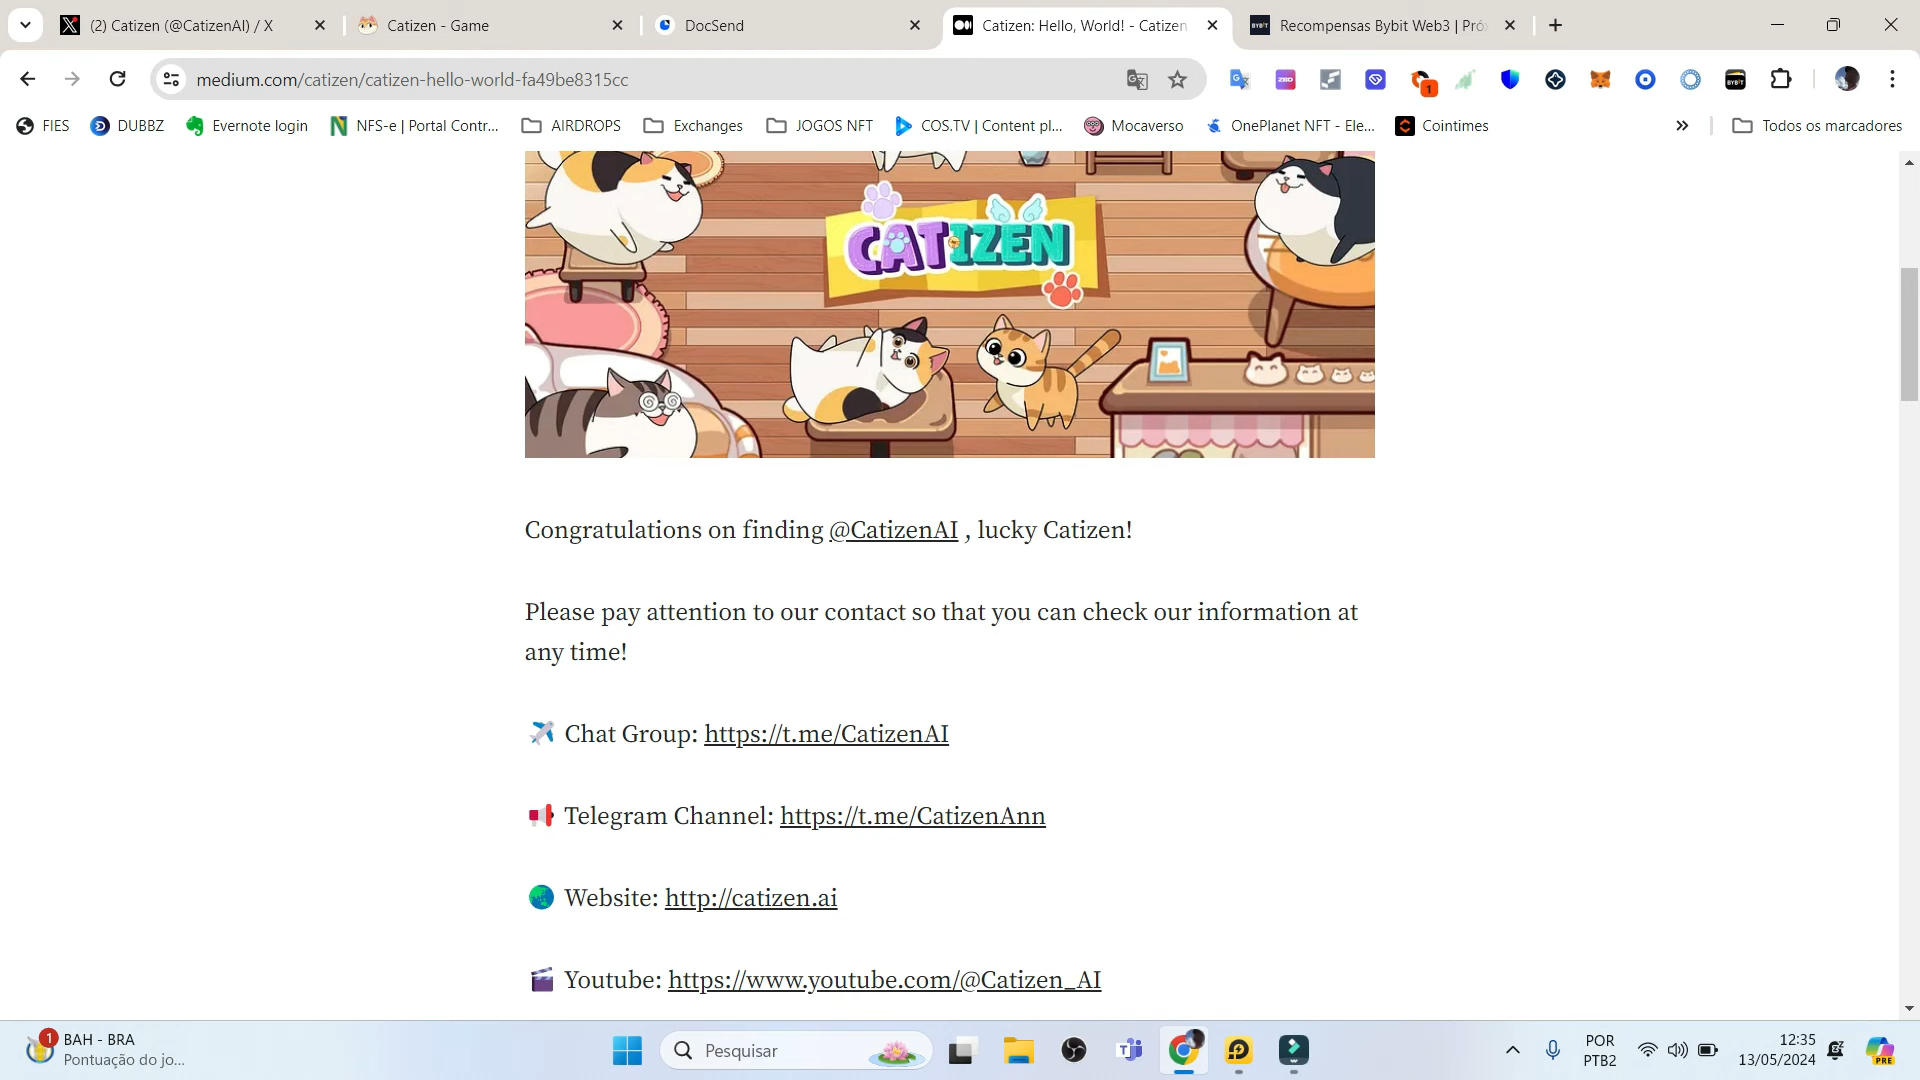 (2) Catizen (@CatizenAI) / X
Catizen - Game
DocSend
Catizen: Hello, World! - Catizen
Recompensas Bybit Web3 | Pró
medium.com/catizen/catizen-hello-world-fa49be8315cc
ZBD
1
BYBIT
FIES
DUBBZ
Evernote login
NFS-e | Portal Contr...
AIRDROPS
Exchanges
JOGOS NFT
COS.TV | Content pl...
Mocaverso
OnePlanet NFT - Ele...
Cointimes
Todos os marcadores
CATIZEN
Congratulations on finding @CatizenAI , lucky Catizen!
Please pay attention to our contact so that you can check our information at
any time!
Chat Group: https://t.me/CatizenAI
Telegram Channel: https://t.me/CatizenAnn
Website: http://catizen.ai
Youtube: https://www.youtube.com/@Catizen_AI
1
BAH - BRA
Pontuação do jo...
Pesquisar
POR
PTB2
12:35
13/05/2024
PRE